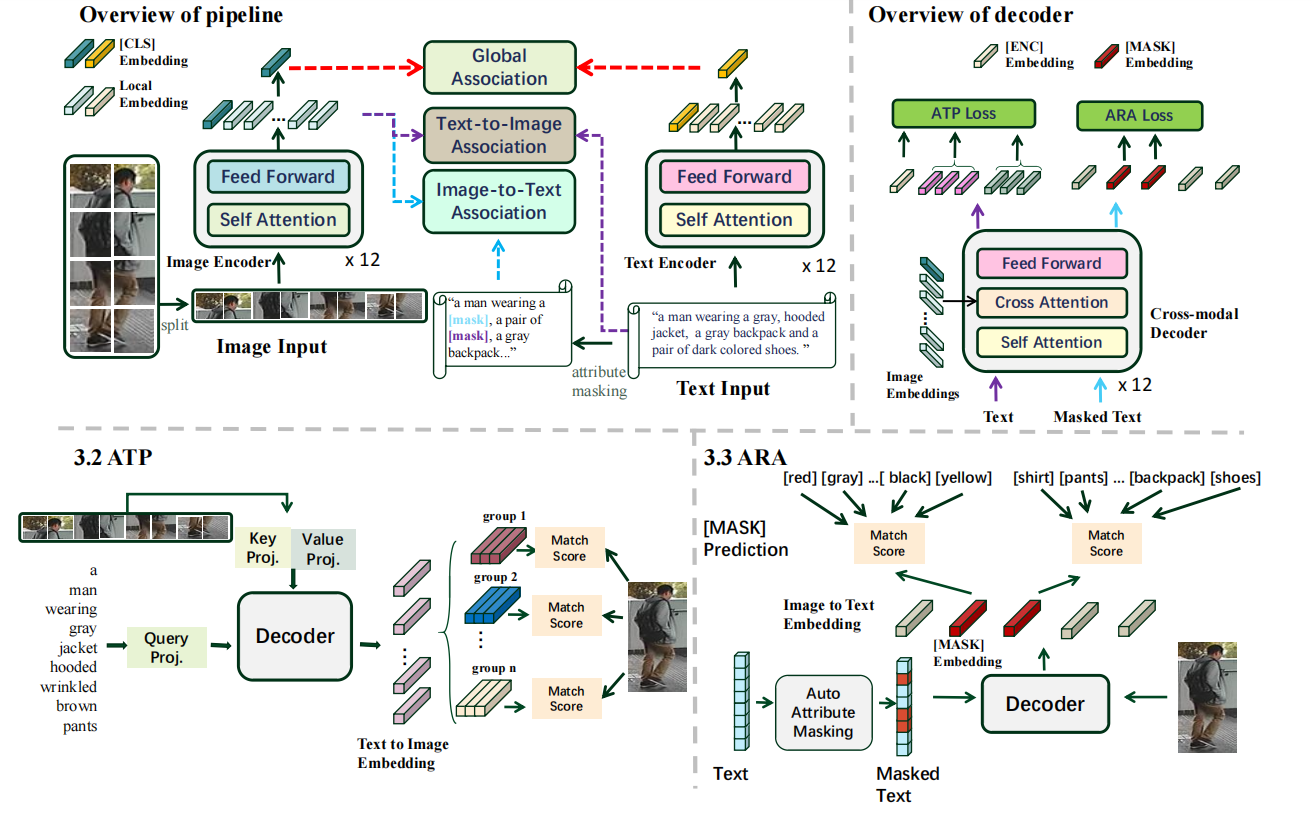 Overview of pipeline
[CLS]
Embedding
Local
Embedding
Global
Association
Text-to-Image
Association
Image-to-Text
Association
Feed Forward
Self Attention
Image Encoder
x 12
split
Image Input
Feed Forward
Self Attention
Text Encoder
x 12
“a man wearing a
[mask], a pair of
[mask], a gray
backpack...”
attribute
masking
“a man wearing a gray, hooded
jacket, a gray backpack and a
pair of dark colored shoes. ”
Text Input
Overview of decoder
[ENC]
Embedding
[MASK]
Embedding
ATP Loss
ARA Loss
Feed Forward
Cross Attention
Self Attention
Cross-modal
Decoder
Image
Embeddings
x 12
Text
Masked Text
3.2 ATP
Key
Proj.
Value
Proj.
a
man
wearing
gray
jacket
hooded
wrinkled
brown
pants
Query
Proj.
Decoder
Text to Image
Embedding
group 1
Match
Score
group 2
Match
Score
group n
Match
Score
3.3 ARA
[red] [gray] ...[ black] [yellow]
[shirt] [pants] ... [backpack] [shoes]
[MASK]
Prediction
Match
Score
Match
Score
Image to Text
Embedding
[MASK]
Embedding
Auto
Attribute
Masking
Decoder
Text
Masked
Text